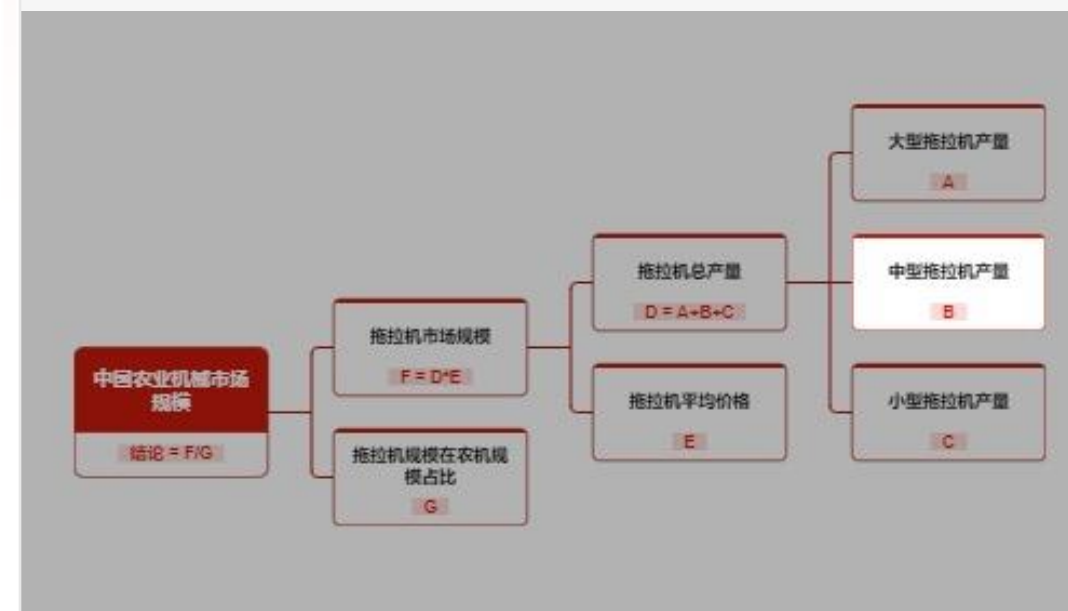 中国农业机械市场
规模
结论 = F/G
拖拉机市场规模
F = D*E
拖拉机规模在农机规
模占比
G
拖拉机总产量
D = A+B+C
拖拉机平均价格
E
大型拖拉机产量
A
中型拖拉机产量
B
小型拖拉机产量
C